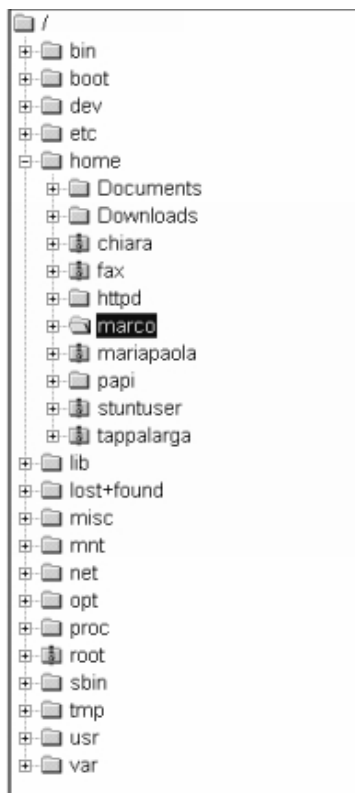 /
bin
boot
dev
etc
home
Documents
Downloads
chiara
fax
httpd
marco
mariapaola
papi
stuntuser
tappalarga
lib
lost+found
misc
mnt
net
opt
proc
root
sbin
tmp
usr
var